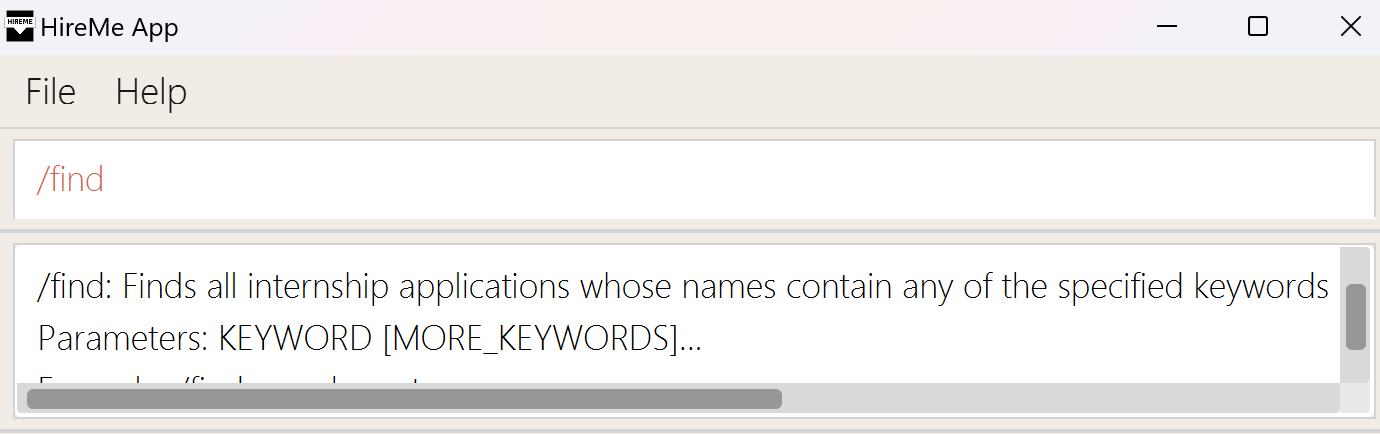 HIREME
HireMe App
File Help
/find
/find: Finds all internship applications whose names contain any of the specified keywords
Parameters: KEYWORD [MORE_KEYWORDS]...